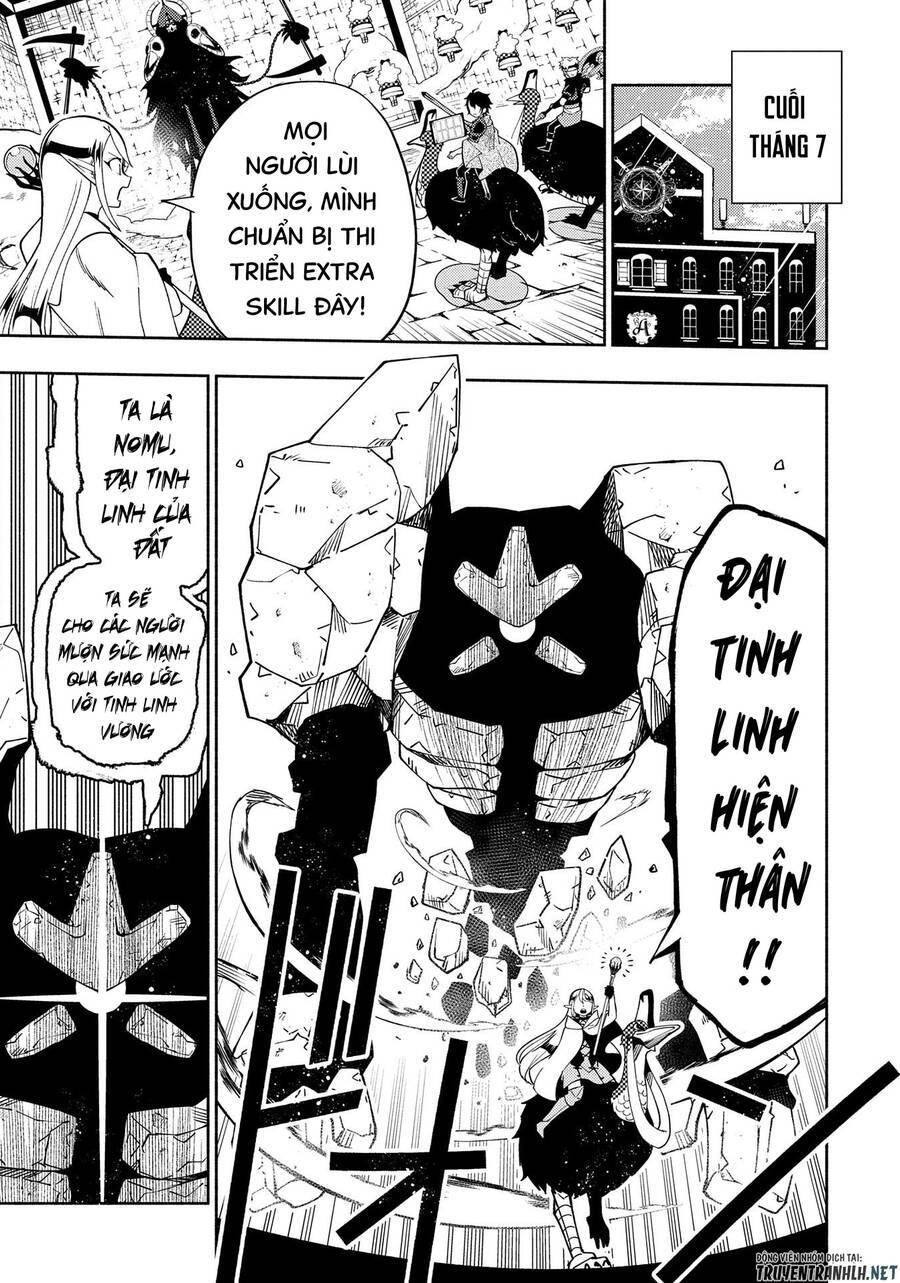 CUỐI
THÁNG 7
MỌI
NGƯỜI LÙI
XUỐNG, MÌNH
CHUẨN BỊ THI
TRIỂN EXTRA
SKILL ĐÂY!
ĐẠI
TINH
LINH
HIỆN
THÂN
!!
TA LÀ
NOMU,
ĐẠI TINH
LINH CỦA
ĐẤT
TA SẼ
CHO CÁC NGƯỜI
MƯỢN SỨC MẠNH
QUA GIAO ƯỚC
VỚI TINH LINH
VƯƠNG
A
ĐỘNG VIÊN NHÓM DỊCH TẠI:
TRUYENTRANHLH.NET